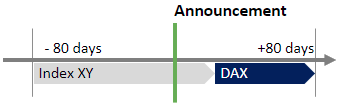 Announcement
- 80 days
+80 days
Index XY
DAX